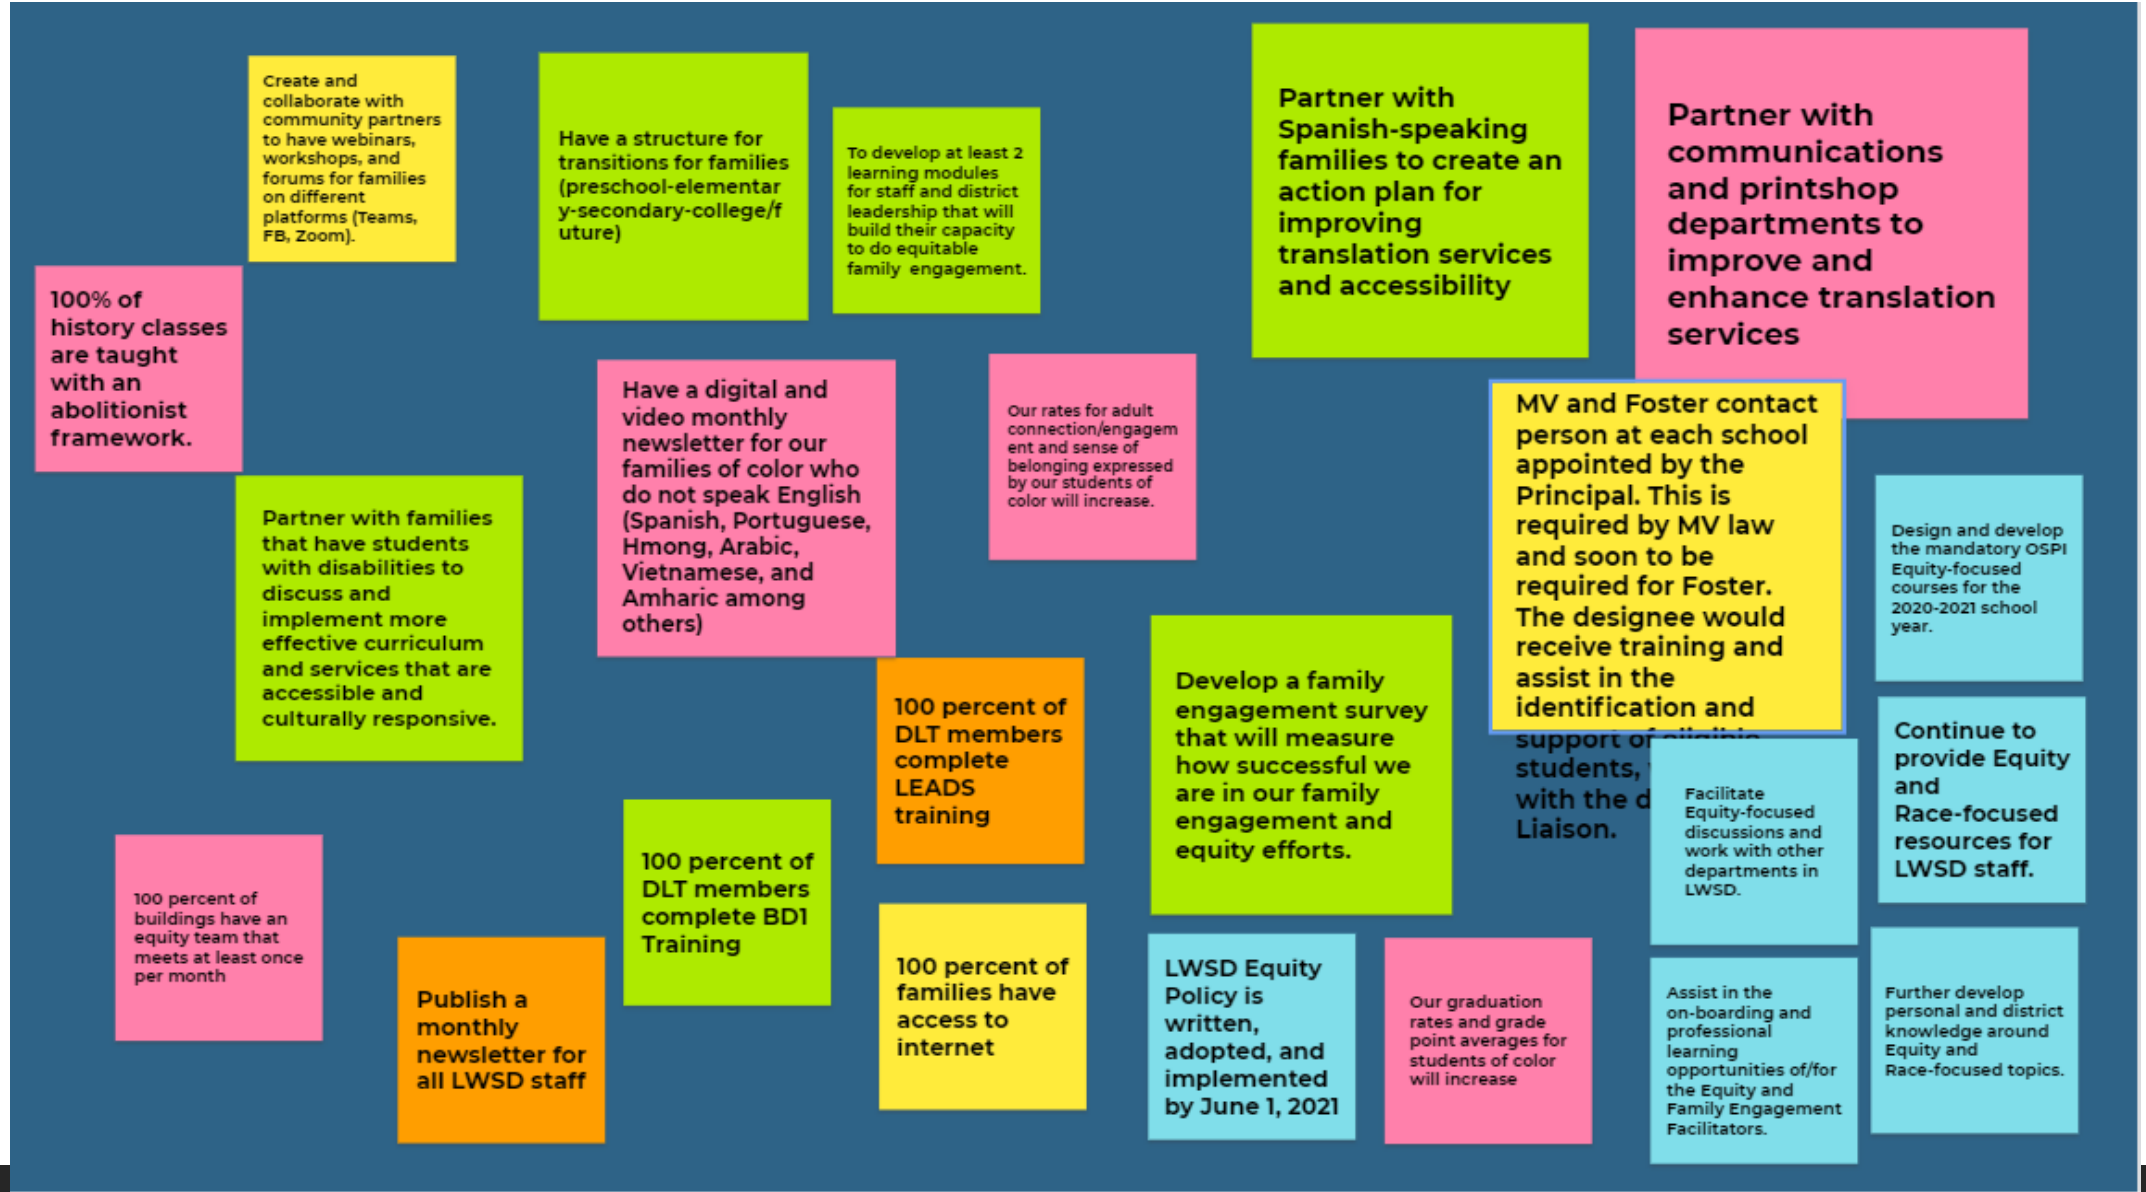 Create and
collaborate with
community partners
to have webinars,
workshops, and
forums for families
on different
platforms (Teams,
FB, Zoom).
Have a structure for
transitions for families
(preschool-elementar
y-secondary-college/f
uture)
To develop at least 2
learning modules
for staff and district
leadership that will
build their capacity
to do equitable
family engagement.
Partner with
Spanish-speaking
families to create an
action plan for
improving
translation services
and accessibility
Partner with
communications
and printshop
departments to
improve and
enhance translation
services
100% of
history classes
are taught
with an
abolitionist
framework.
Have a digital and
video monthly
newsletter for our
families of color who
do not speak English
(Spanish, Portuguese,
Hmong, Arabic,
Vietnamese, and
Amharic among
others)
Our rates for adult
connection/engagem
ent and sense of
belonging expressed
by our students of
color will increase.
MV and Foster contact
person at each school
appointed by the
Principal. This is
required by MV law
and soon to be
required for Foster.
The designee would
receive training and
assist in the
identification and
support of eligible
students,
with the
Liaison.
Design and develop
the mandatory OSPI
Equity-focused
courses for the
2020-2021 school
year.
Partner with families
that have students
with disabilities to
discuss and
implement more
effective curriculum
and services that are
accessible and
culturally responsive.
100 percent of
DLT members
complete
LEADS
training
Develop a family
engagement survey
that will measure
how successful we
are in our family
engagement and
equity efforts.
Facilitate
Equity-focused
discussions and
work with other
departments in
LWSD.
Continue to
provide Equity
and
Race-focused
resources for
LWSD staff.
100 percent of
buildings have an
equity team that
meets at least once
per month
Publish a
monthly
newsletter for
all LWSD staff
100 percent of
DLT members
complete BD1
Training
100 percent of
families have
access to
internet
LWSD Equity
Policy is
written,
adopted, and
implemented
by June 1, 2021
Our graduation
rates and grade
point averages for
students of color
will increase
Assist in the
on-boarding and
professional
learning
opportunities of/for
the Equity and
Family Engagement
Facilitators.
Further develop
personal and district
knowledge around
Equity and
Race-focused topics.